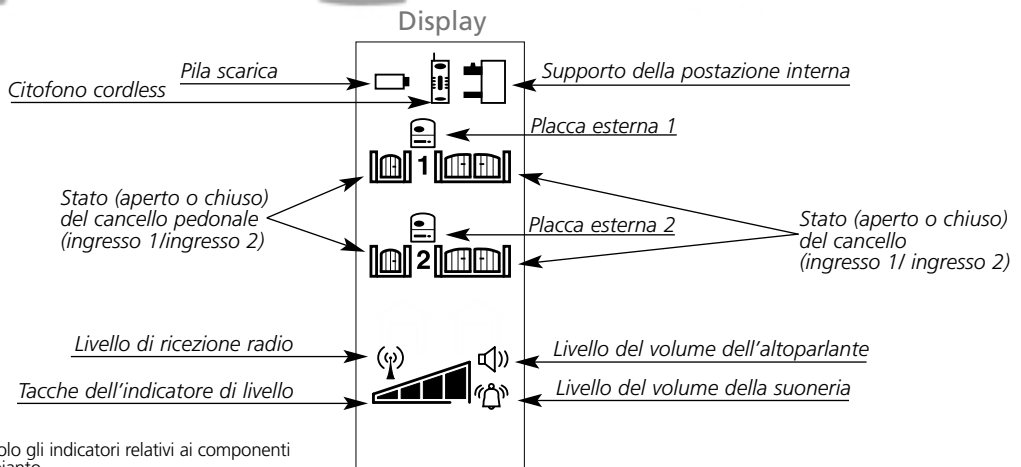 Display
Pila scarica
Citofono cordless
Supporto della postazione interna
Placca esterna 1
1
Stato (aperto o chiuso)
del cancello pedonale
(ingresso 1/ingresso 2)
Placca esterna 2
2
Stato (aperto o chiuso)
del cancello
(ingresso 1/ ingresso 2)
Livello di ricezione radio
Livello del volume dell'altoparlante
Tacche dell'indicatore di livello
Livello del volume della suoneria
gli indicatori relativi ai componenti